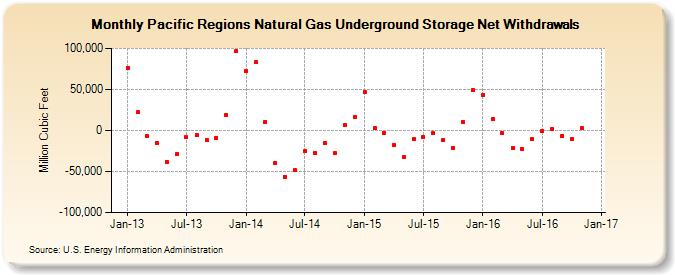 Monthly Pacific Regions Natural Gas Underground Storage Net Withdrawals
Million Cubic Feet
100,000
50,000
0
-50,000
-100,000
Jan-13 Jul-13 Jan-14 Jul-14 Jan-15 Jul-15 Jan-16 Jul-16 Jan-17
Source: U.S. Energy Information Administration